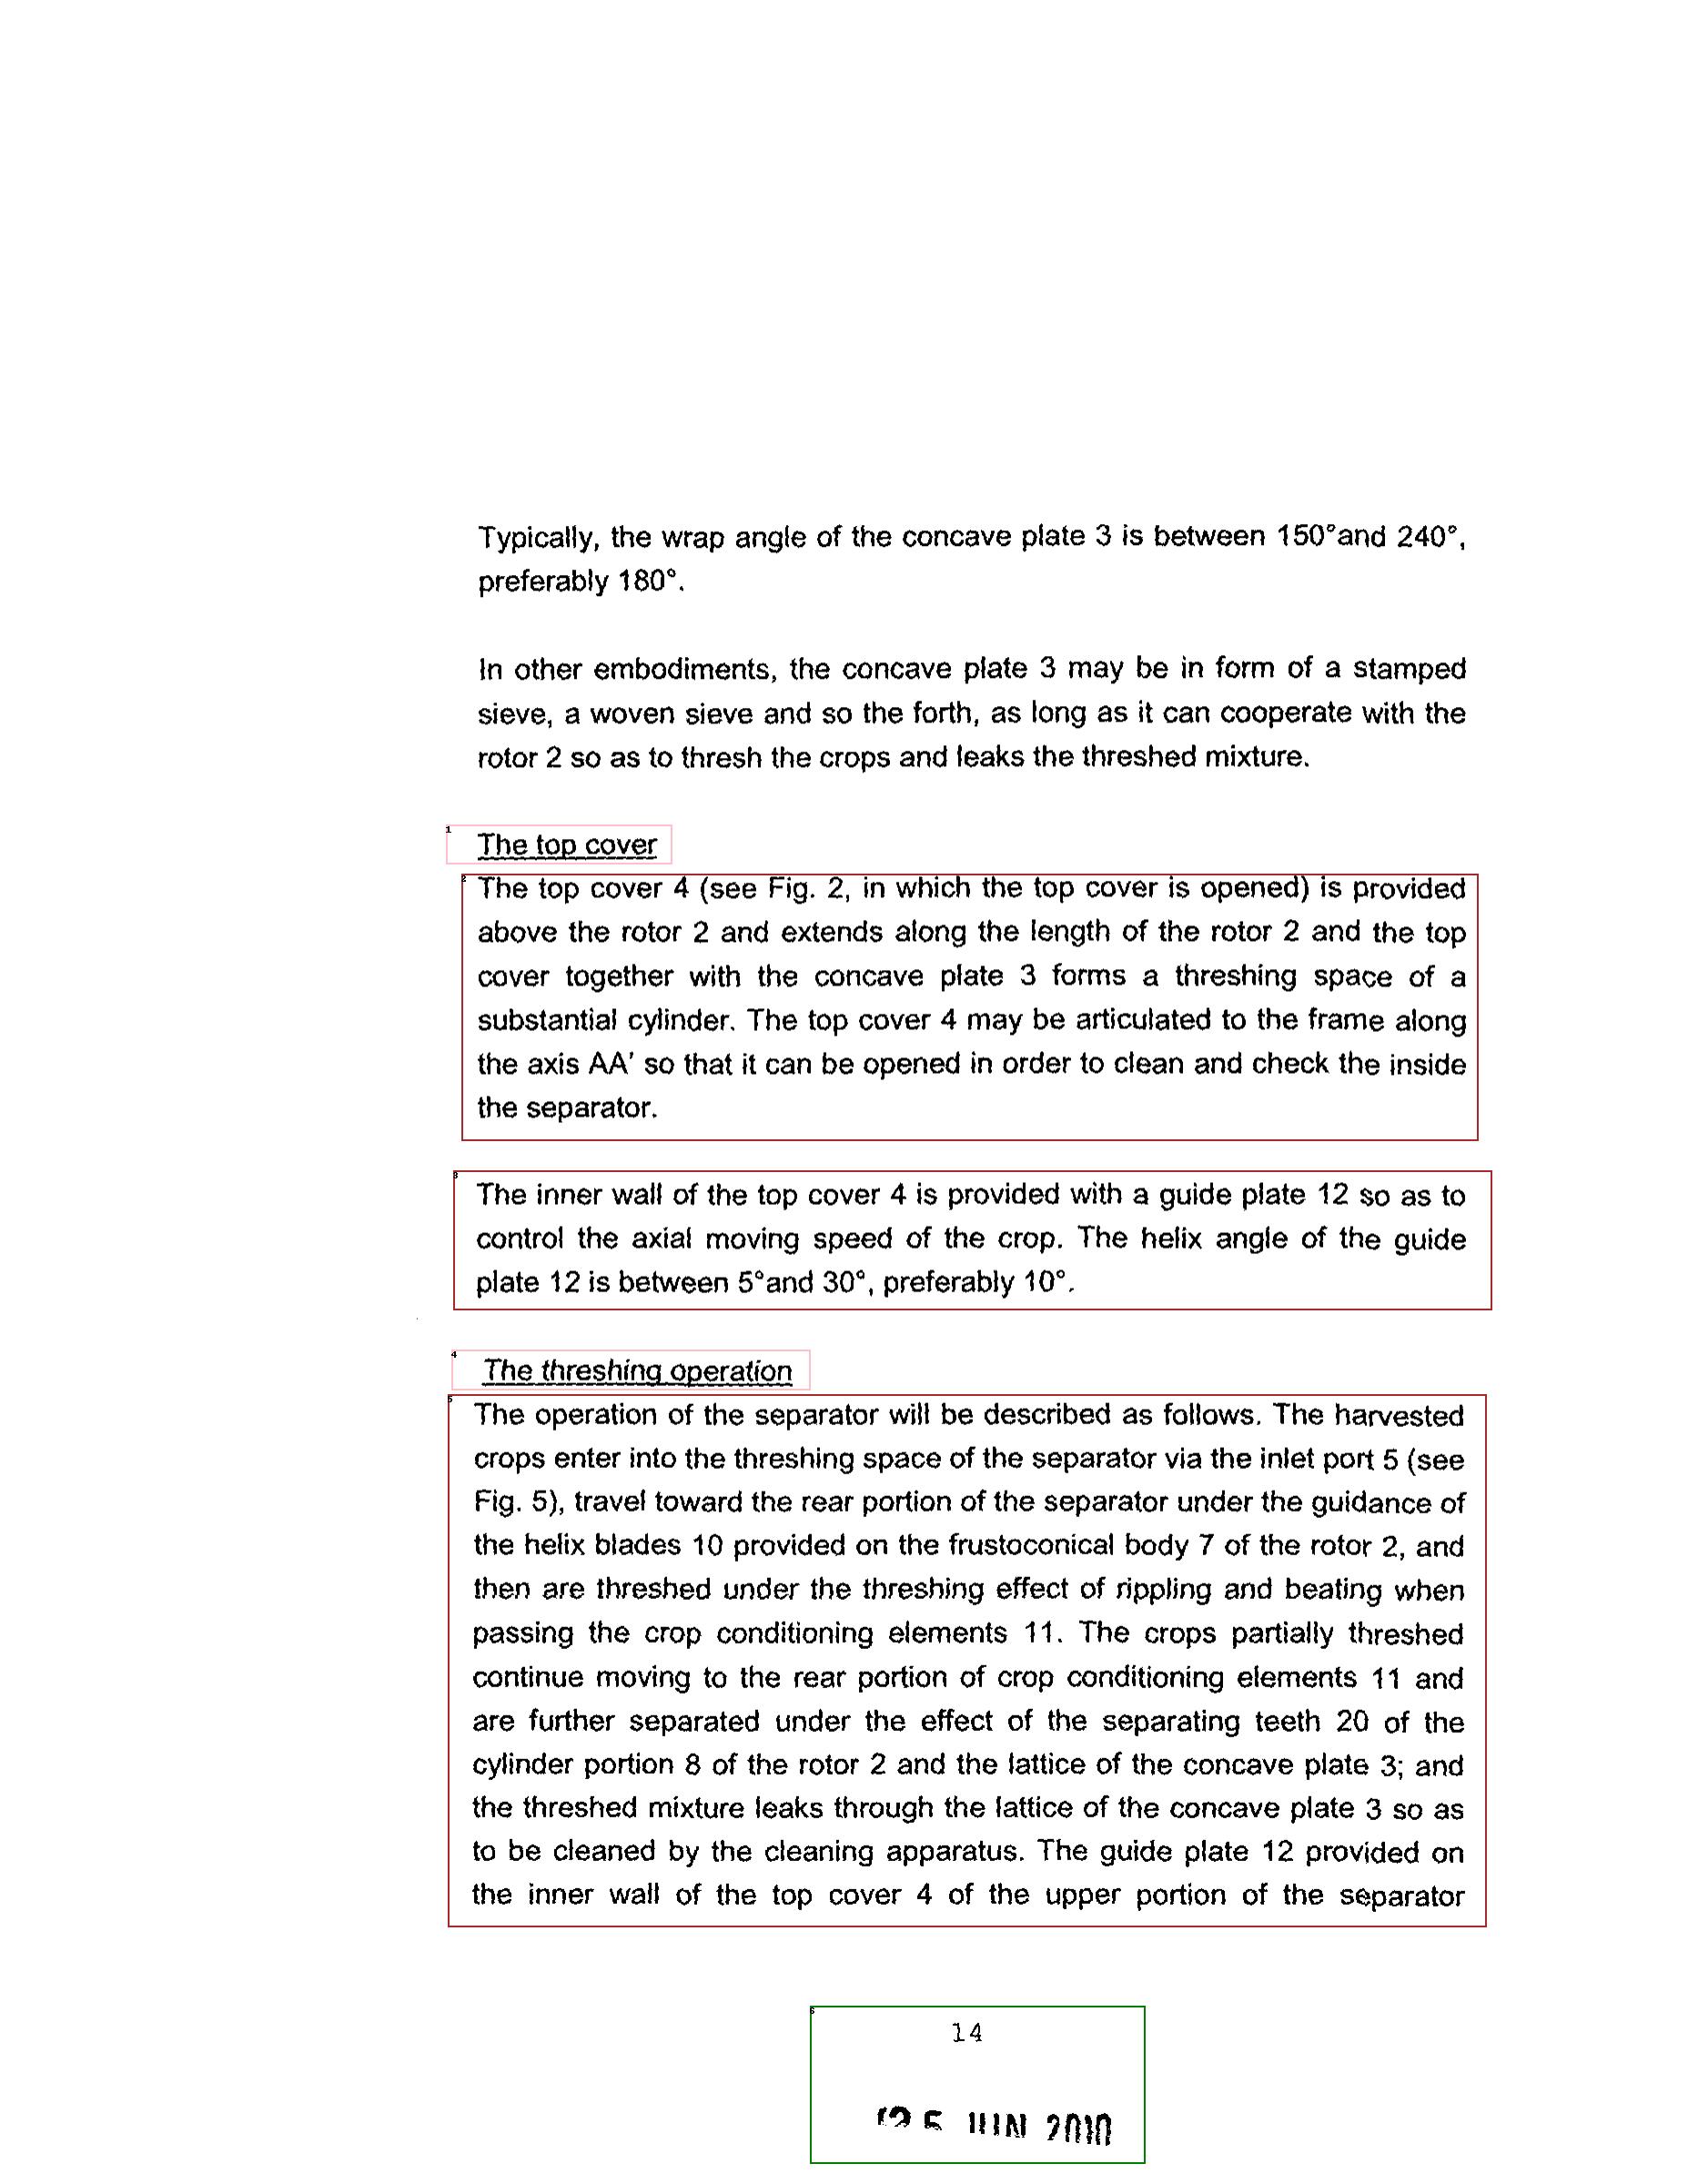 Typically, the wrap angle of the concave plate 3 is between 150°and 240°,
preferably 180°.
In other embodiments, the concave plate 3 may be in form of a stamped
sieve, a woven sieve and so the forth, as long as it can cooperate with the
rotor 2 so as to thresh the crops and leaks the threshed mixture.
1
The top cover
2
The top cover 4 (see Fig. 2, in which the top cover is opened) is provided
above the rotor 2 and extends along the length of the rotor 2 and the top
cover together with the concave plate 3 forms a threshing space of a
substantial cylinder. The top cover 4 may be articulated to the frame along
the axis AA' so that it can be opened in order to clean and check the inside
the separator.
3
The inner wall of the top cover 4 is provided with a guide plate 12 so as to
control the axial moving speed of the crop. The helix angle of the guide
plate 12 is between 5°and 30°, preferably 10°.
4
The threshing operation
5
The operation of the separator will be described as follows. The harvested
crops enter into the threshing space of the separator via the inlet port 5 (see
Fig. 5), travel toward the rear portion of the separator under the guidance of
the helix blades 10 provided on the frustoconical body 7 of the rotor 2, and
then are threshed under the threshing effect of rippling and beating when
passing the crop conditioning elements 11. The crops partially threshed
continue moving to the rear portion of crop conditioning elements 11 and
are further separated under the effect of the separating teeth 20 of the
cylinder portion 8 of the rotor 2 and the lattice of the concave plate 3; and
the threshed mixture leaks through the lattice of the concave plate 3 so as
to be cleaned by the cleaning apparatus. The guide plate 12 provided on
the inner wall of the top cover 4 of the upper portion of the separator
6
14
JUN 2010